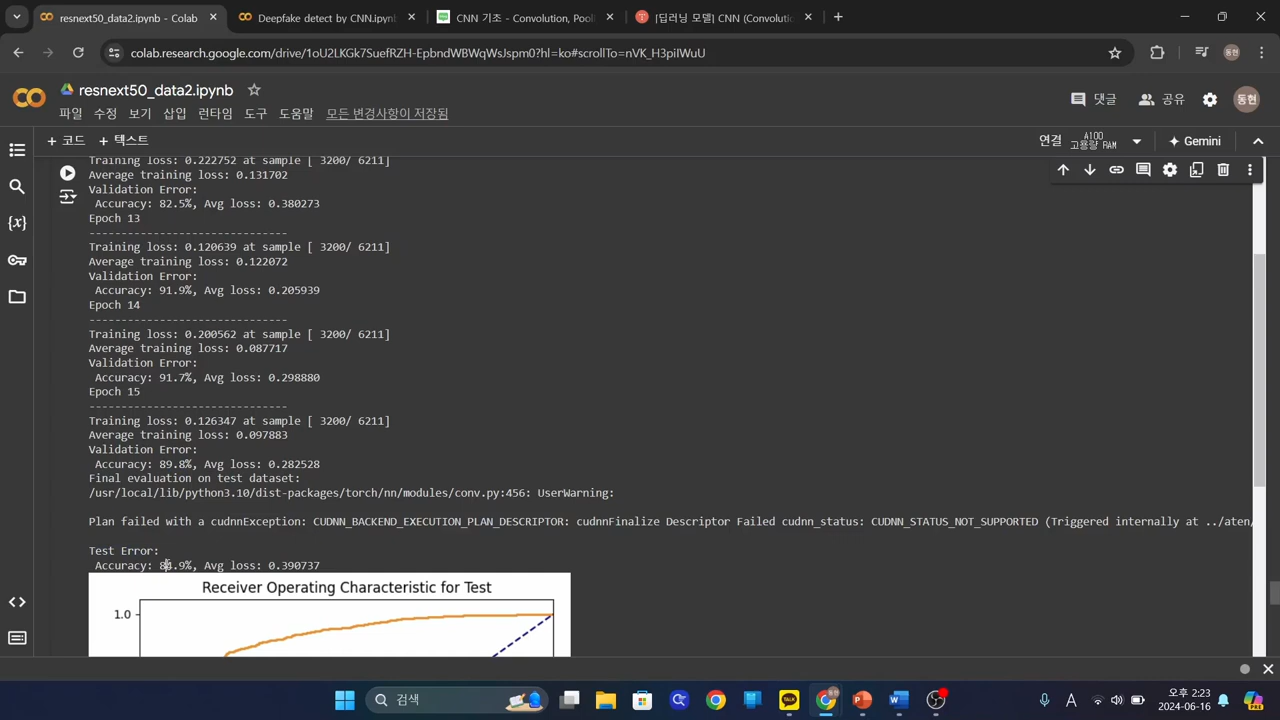 resnext50_data2.ipynb - Colab
Deepfake detect by CNN.ipynb
CNN 기초 - Convolution, Pooli
[딥러닝 모델] CNN (Convolutio
colab.research.google.com/drive/1oU2LKGk7SuefRZH-EpbndWBWqWsJspm0?hl=ko#scrollTo=nVK_H3piIWuU
resnext50_data2.ipynb
파일 수정 보기 삽입 런타임 도구 도움말 모든 변경사항이 저장됨
댓글
공유
동현
+ 코드 + 텍스트
연결
A100
고용량 RAM
Gemini
Training loss: 0.222752 at sample [ 3200/ 6211]
Average training loss: 0.131702
Validation Error:
Accuracy: 82.5%, Avg loss: 0.380273
Epoch 13
-------------------------------
Training loss: 0.120639 at sample [ 3200/ 6211]
Average training loss: 0.122072
Validation Error:
Accuracy: 91.9%, Avg loss: 0.205939
Epoch 14
-------------------------------
Training loss: 0.200562 at sample [ 3200/ 6211]
Average training loss: 0.087717
Validation Error:
Accuracy: 91.7%, Avg loss: 0.298880
Epoch 15
-------------------------------
Training loss: 0.126347 at sample [ 3200/ 6211]
Average training loss: 0.097883
Validation Error:
Accuracy: 89.8%, Avg loss: 0.282528
Final evaluation on test dataset:
/usr/local/lib/python3.10/dist-packages/torch/nn/modules/conv.py:456: UserWarning:
Plan failed with a cudnnException: CUDNN_BACKEND_EXECUTION_PLAN_DESCRIPTOR: cudnnFinalize Descriptor Failed cudnn_status: CUDNN_STATUS_NOT_SUPPORTED (Triggered internally at ../aten/
Test Error:
Accuracy: 84.9%, Avg loss: 0.390737
Receiver Operating Characteristic for Test
1.0
검색
A
오후 2:23
2024-06-16